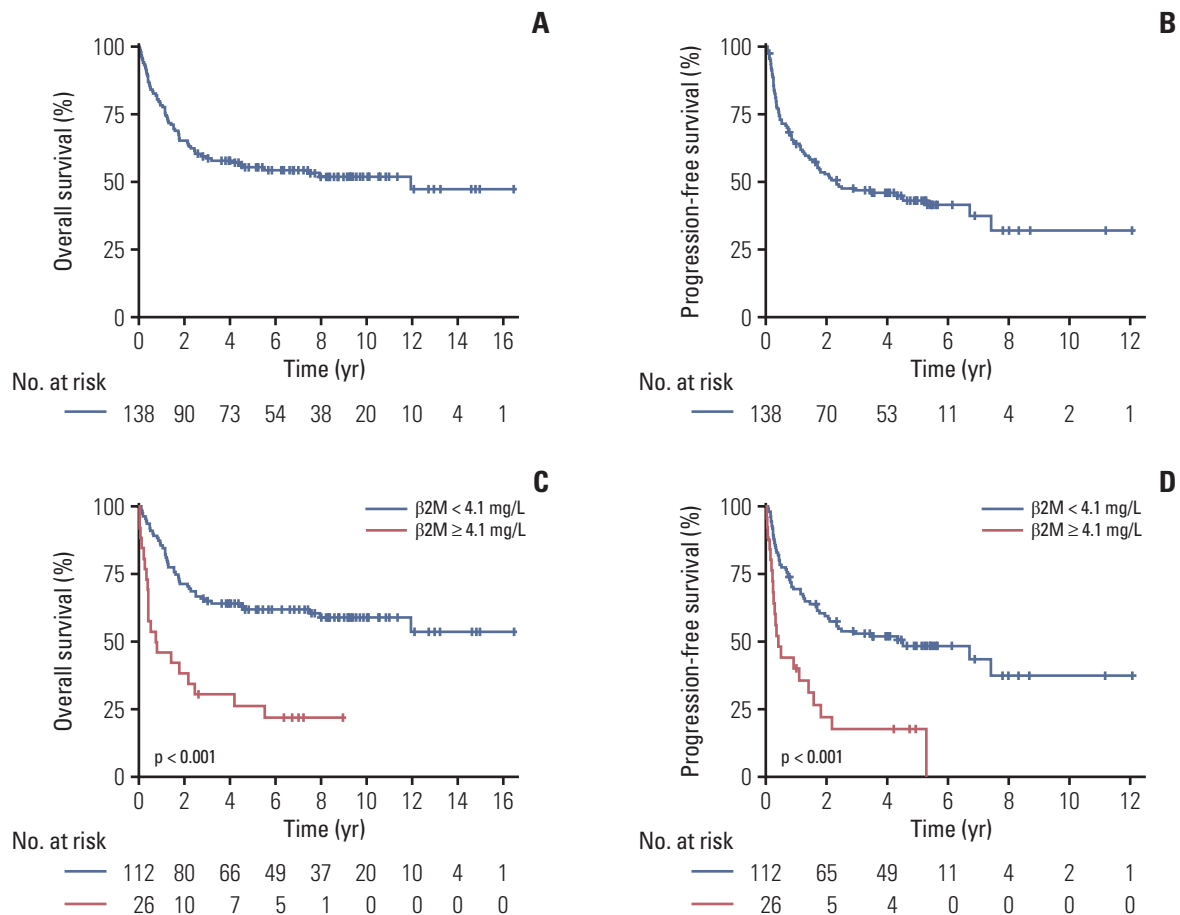 A
Overall survival (%)
100
75
50
25
0
0 2 4 6 8 10 12 14 16
Time (yr)
No. at risk
138 90 73 54 38 20 10 4 1
B
Progression-free survival (%)
100
75
50
25
0
0 2 4 6 8 10 12
Time (yr)
No. at risk
138 70 53 11 4 2 1
C
Overall survival (%)
100
75
50
25
0
β2M < 4.1 mg/L
β2M ≥ 4.1 mg/L
p < 0.001
0 2 4 6 8 10 12 14 16
Time (yr)
No. at risk
112 80 66 49 37 20 10 4 1
26 10 7 5 1 0 0 0 0
D
Progression-free survival (%)
100
75
50
25
0
β2M < 4.1 mg/L
β2M ≥ 4.1 mg/L
p < 0.001
0 2 4 6 8 10 12
Time (yr)
No. at risk
112 65 49 11 4 2 1
26 5 4 0 0 0 0